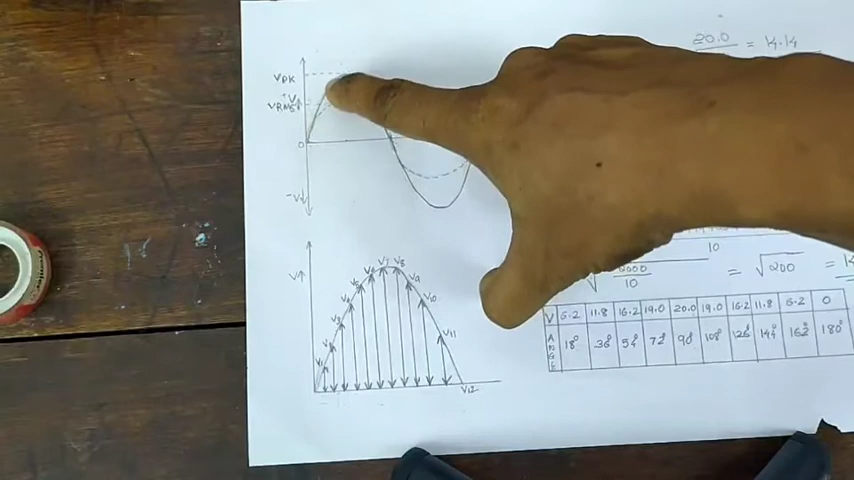 20.0 = 14.14
VPK
+V
VRMS
0
-V
10
V
V7 V8
V6 V9
V5 V10
V4
V3 V11
V2
V1
V12
10 = √200 =
V 6.2 11.8 16.2 19.0 20.0 19.0 16.2 11.8 6.2 0
ANGLE 18° 36° 54° 72° 90° 108° 126° 144° 162° 180°